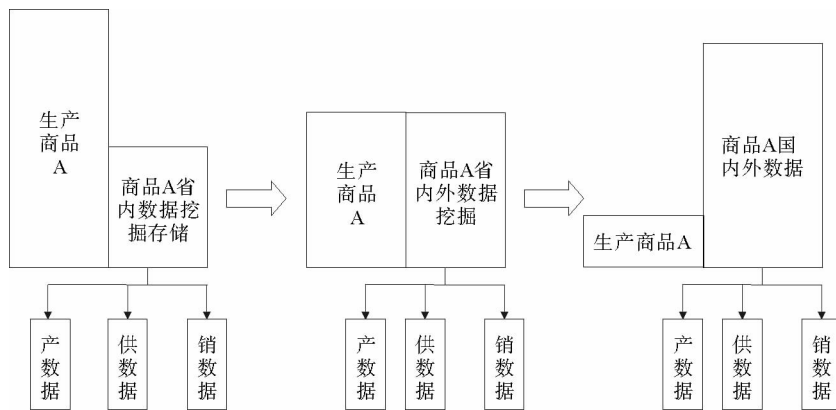 生产
商品
A
商品A省
内数据挖
掘存储
生产
商品
A
商品A省
内外数据
挖掘
商品A国
内外数据
生产商品A
产数据
供数据
销数据
产数据
供数据
销数据
产数据
供数据
销数据